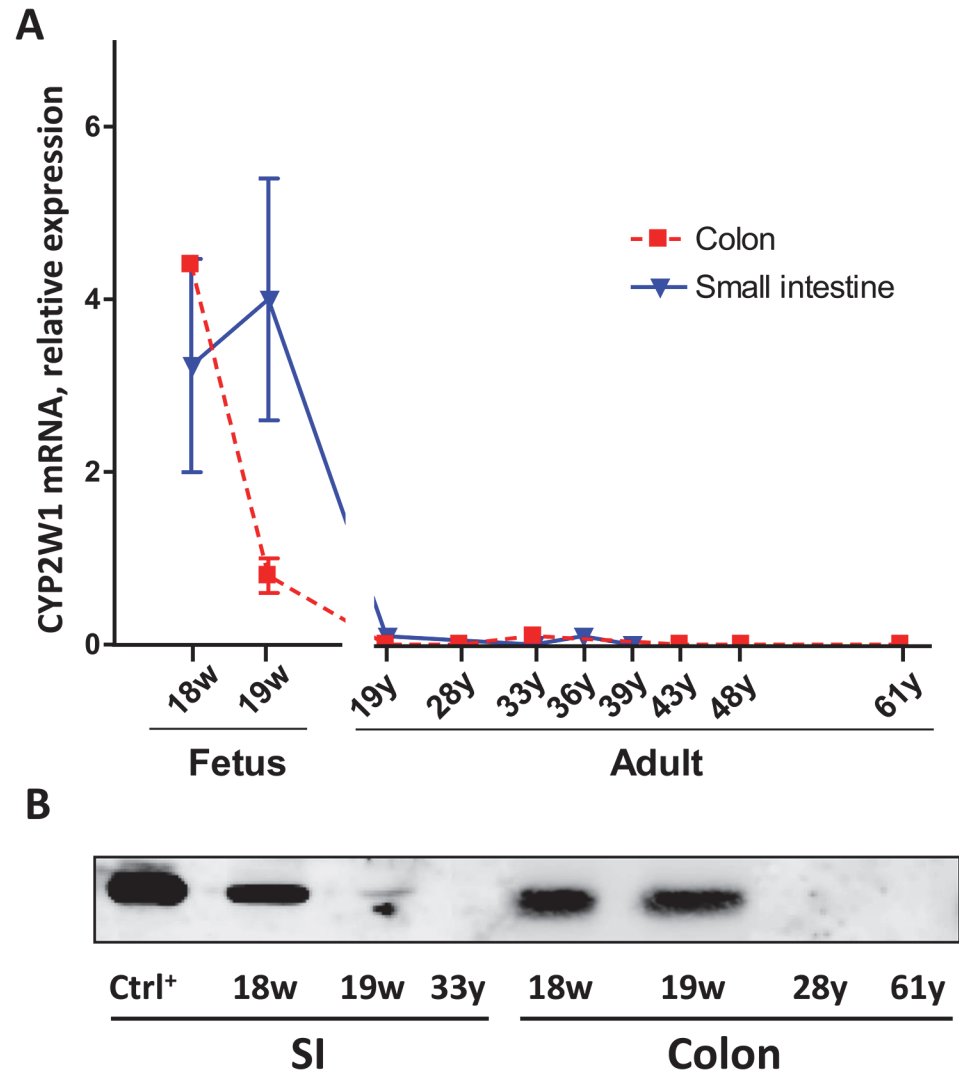 A
CYP2W1 mRNA, relative expression
6
4
2
0
Colon
Small intestine
18w 19w 19y 28y 33y 36y 39y 43y 48y 61y
Fetus Adult
B
Ctrl⁺ 18w 19w 33y 18w 19w 28y 61y
SI Colon